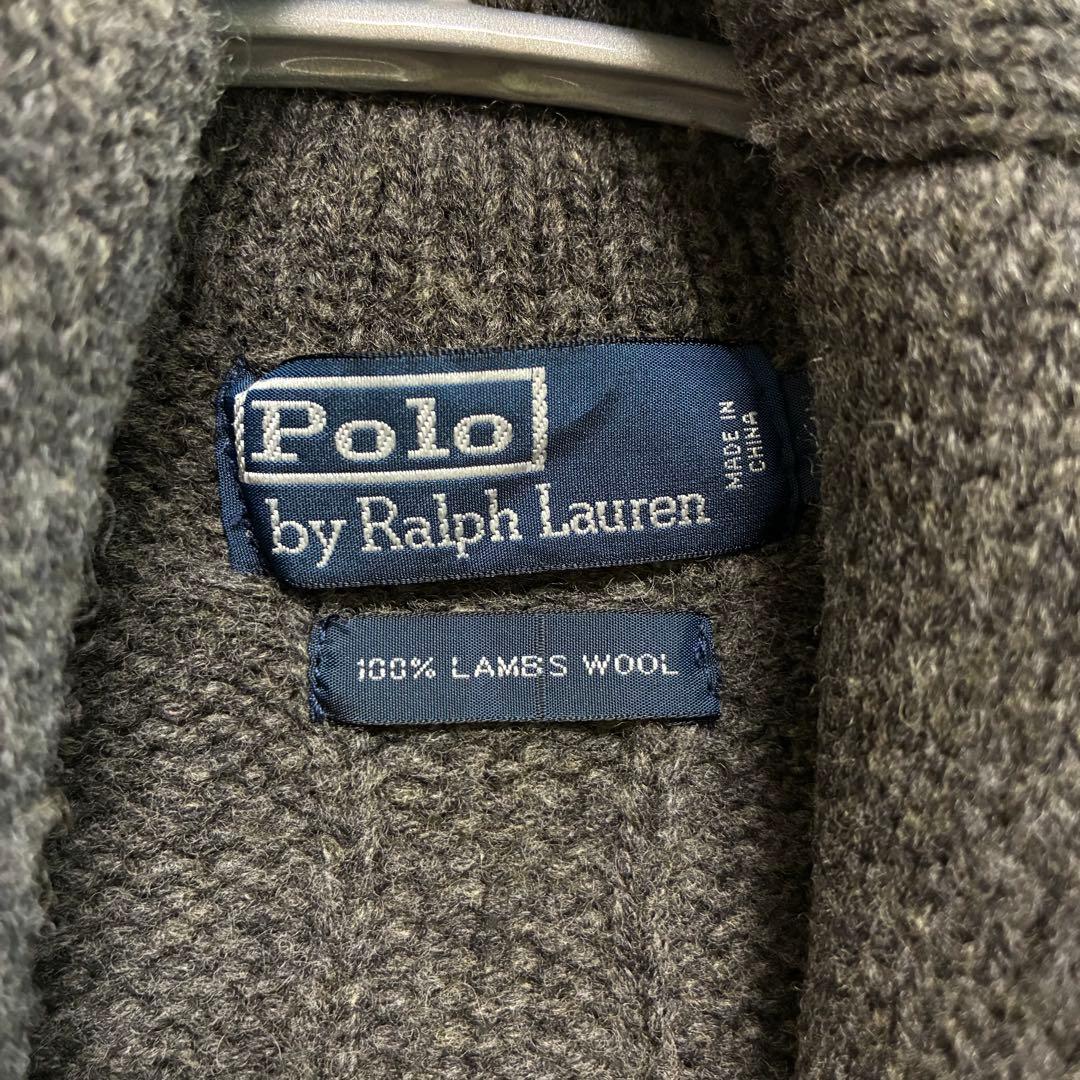 Polo
by Ralph Lauren
MADE IN
CHINA
100% LAMBS WOOL